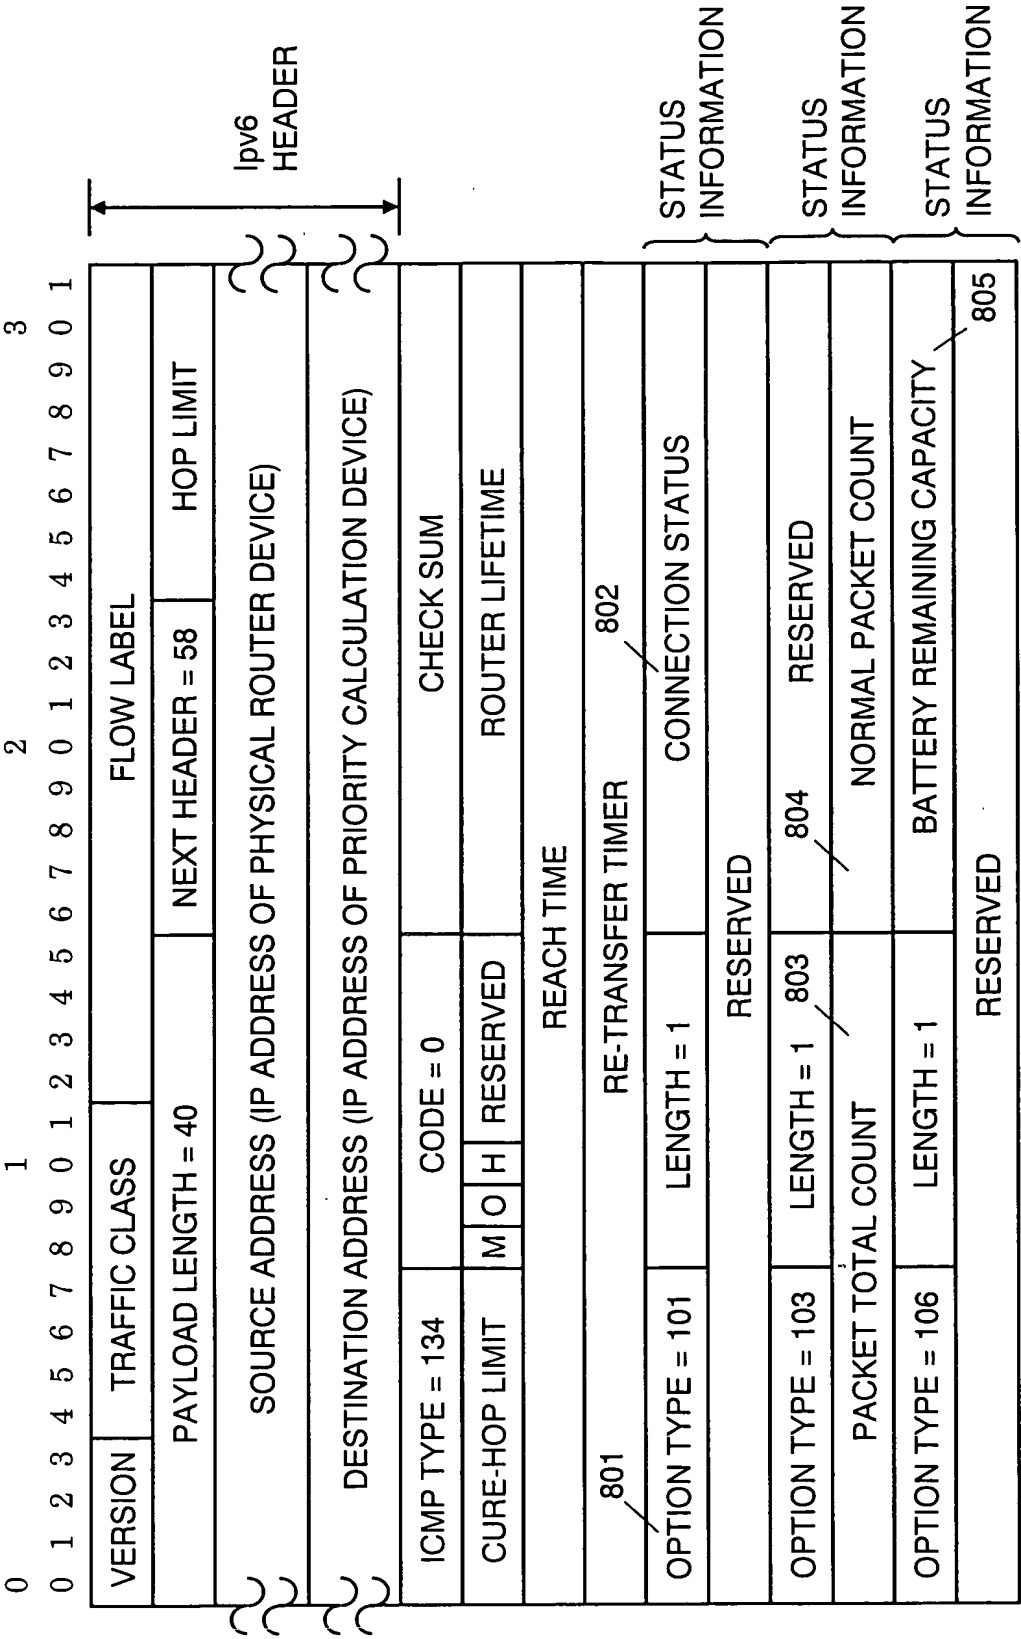 0 1 2 3
0 1 2 3 4 5 6 7 8 9 0 1 2 3 4 5 6 7 8 9 0 1 2 3 4 5 6 7 8 9 0 1
VERSION TRAFFIC CLASS FLOW LABEL
PAYLOAD LENGTH = 40 NEXT HEADER = 58 HOP LIMIT
SOURCE ADDRESS (IP ADDRESS OF PHYSICAL ROUTER DEVICE)
DESTINATION ADDRESS (IP ADDRESS OF PRIORITY CALCULATION DEVICE)
Ipv6
HEADER
ICMP TYPE = 134 CODE = 0 CHECK SUM
CURE-HOP LIMIT M O H RESERVED ROUTER LIFETIME
REACH TIME
801 RE-TRANSFER TIMER 802
OPTION TYPE = 101 LENGTH = 1 CONNECTION STATUS
RESERVED
STATUS
INFORMATION
OPTION TYPE = 103 LENGTH = 1 803 804 RESERVED
PACKET TOTAL COUNT NORMAL PACKET COUNT
STATUS
INFORMATION
OPTION TYPE = 106 LENGTH = 1 BATTERY REMAINING CAPACITY
RESERVED 805
STATUS
INFORMATION